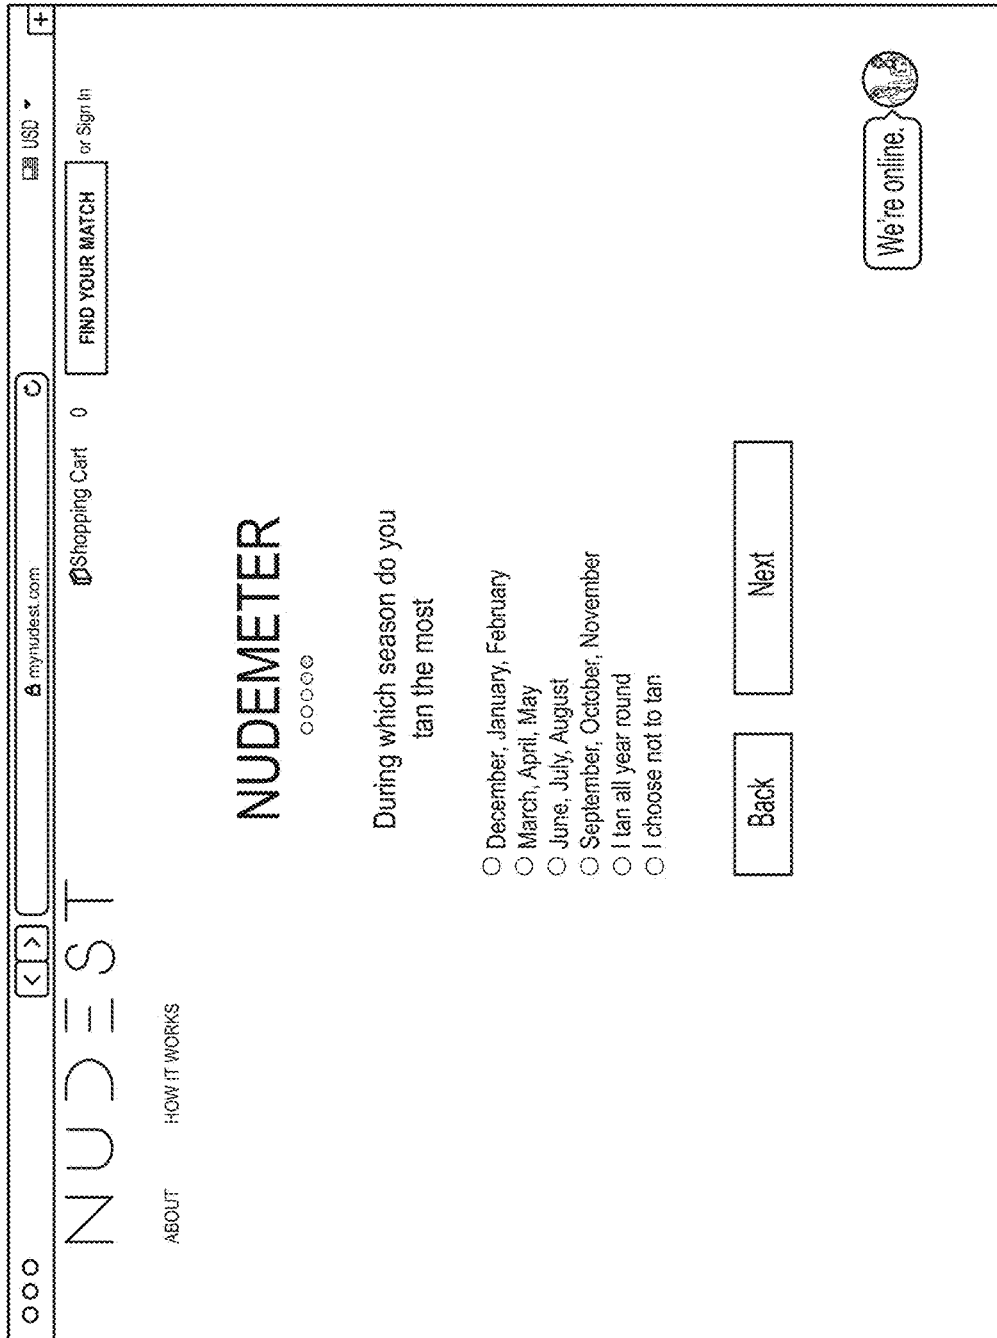 mynudest.com
USD
NUDEST
Shopping Cart 0
FIND YOUR MATCH
or Sign In
ABOUT
HOW IT WORKS
NUDEMETER
During which season do you
tan the most
December, January, February
March, April, May
June, July, August
September, October, November
I tan all year round
I choose not to tan
Back
Next
We're online.